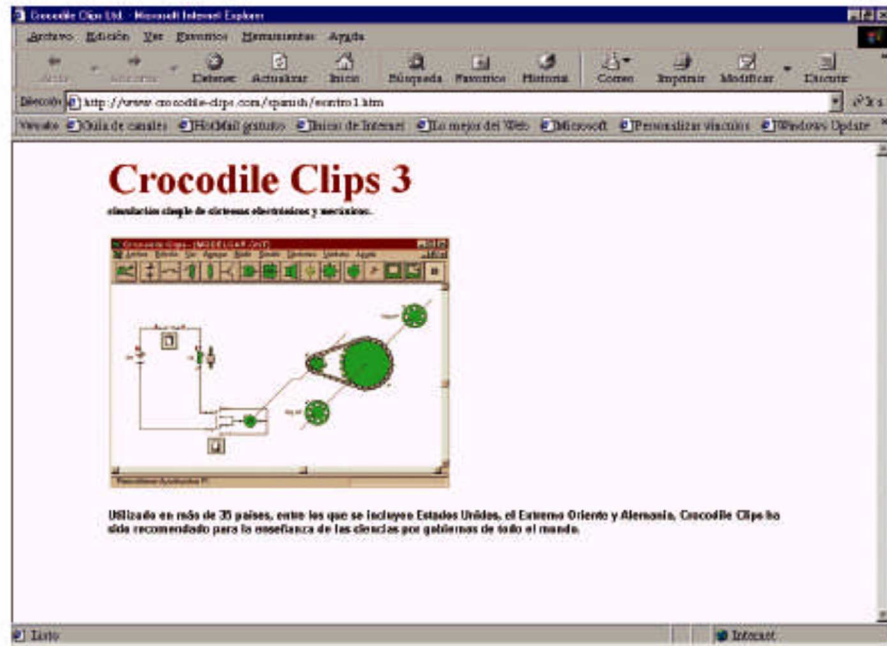 Crocodile Clips Ltd. - Microsoft Internet Explorer
Archivo Edición Ver Favoritos Herramientas Ayuda
Detener Actualizar Inicio Búsqueda Favoritos Historial Correo Imprimir Modificar Discutir
Dirección http://www.crocodile-clips.com/spanish/scntro1.htm
Vínculos Guía de canales HotMail gratuito Inicio de Internet Lo mejor del Web Microsoft Personalizar vínculos Windows Update
Crocodile Clips 3
simulación simple de sistemas electrónicos y mecánicos.
Crocodile Clips
Utilizado en más de 35 países, entre los que se incluyen Estados Unidos, el Extremo Oriente y Alemania, Crocodile Clips ha
sido recomendado para la enseñanza de las ciencias por gobiernos de todo el mundo.
Listo
Internet